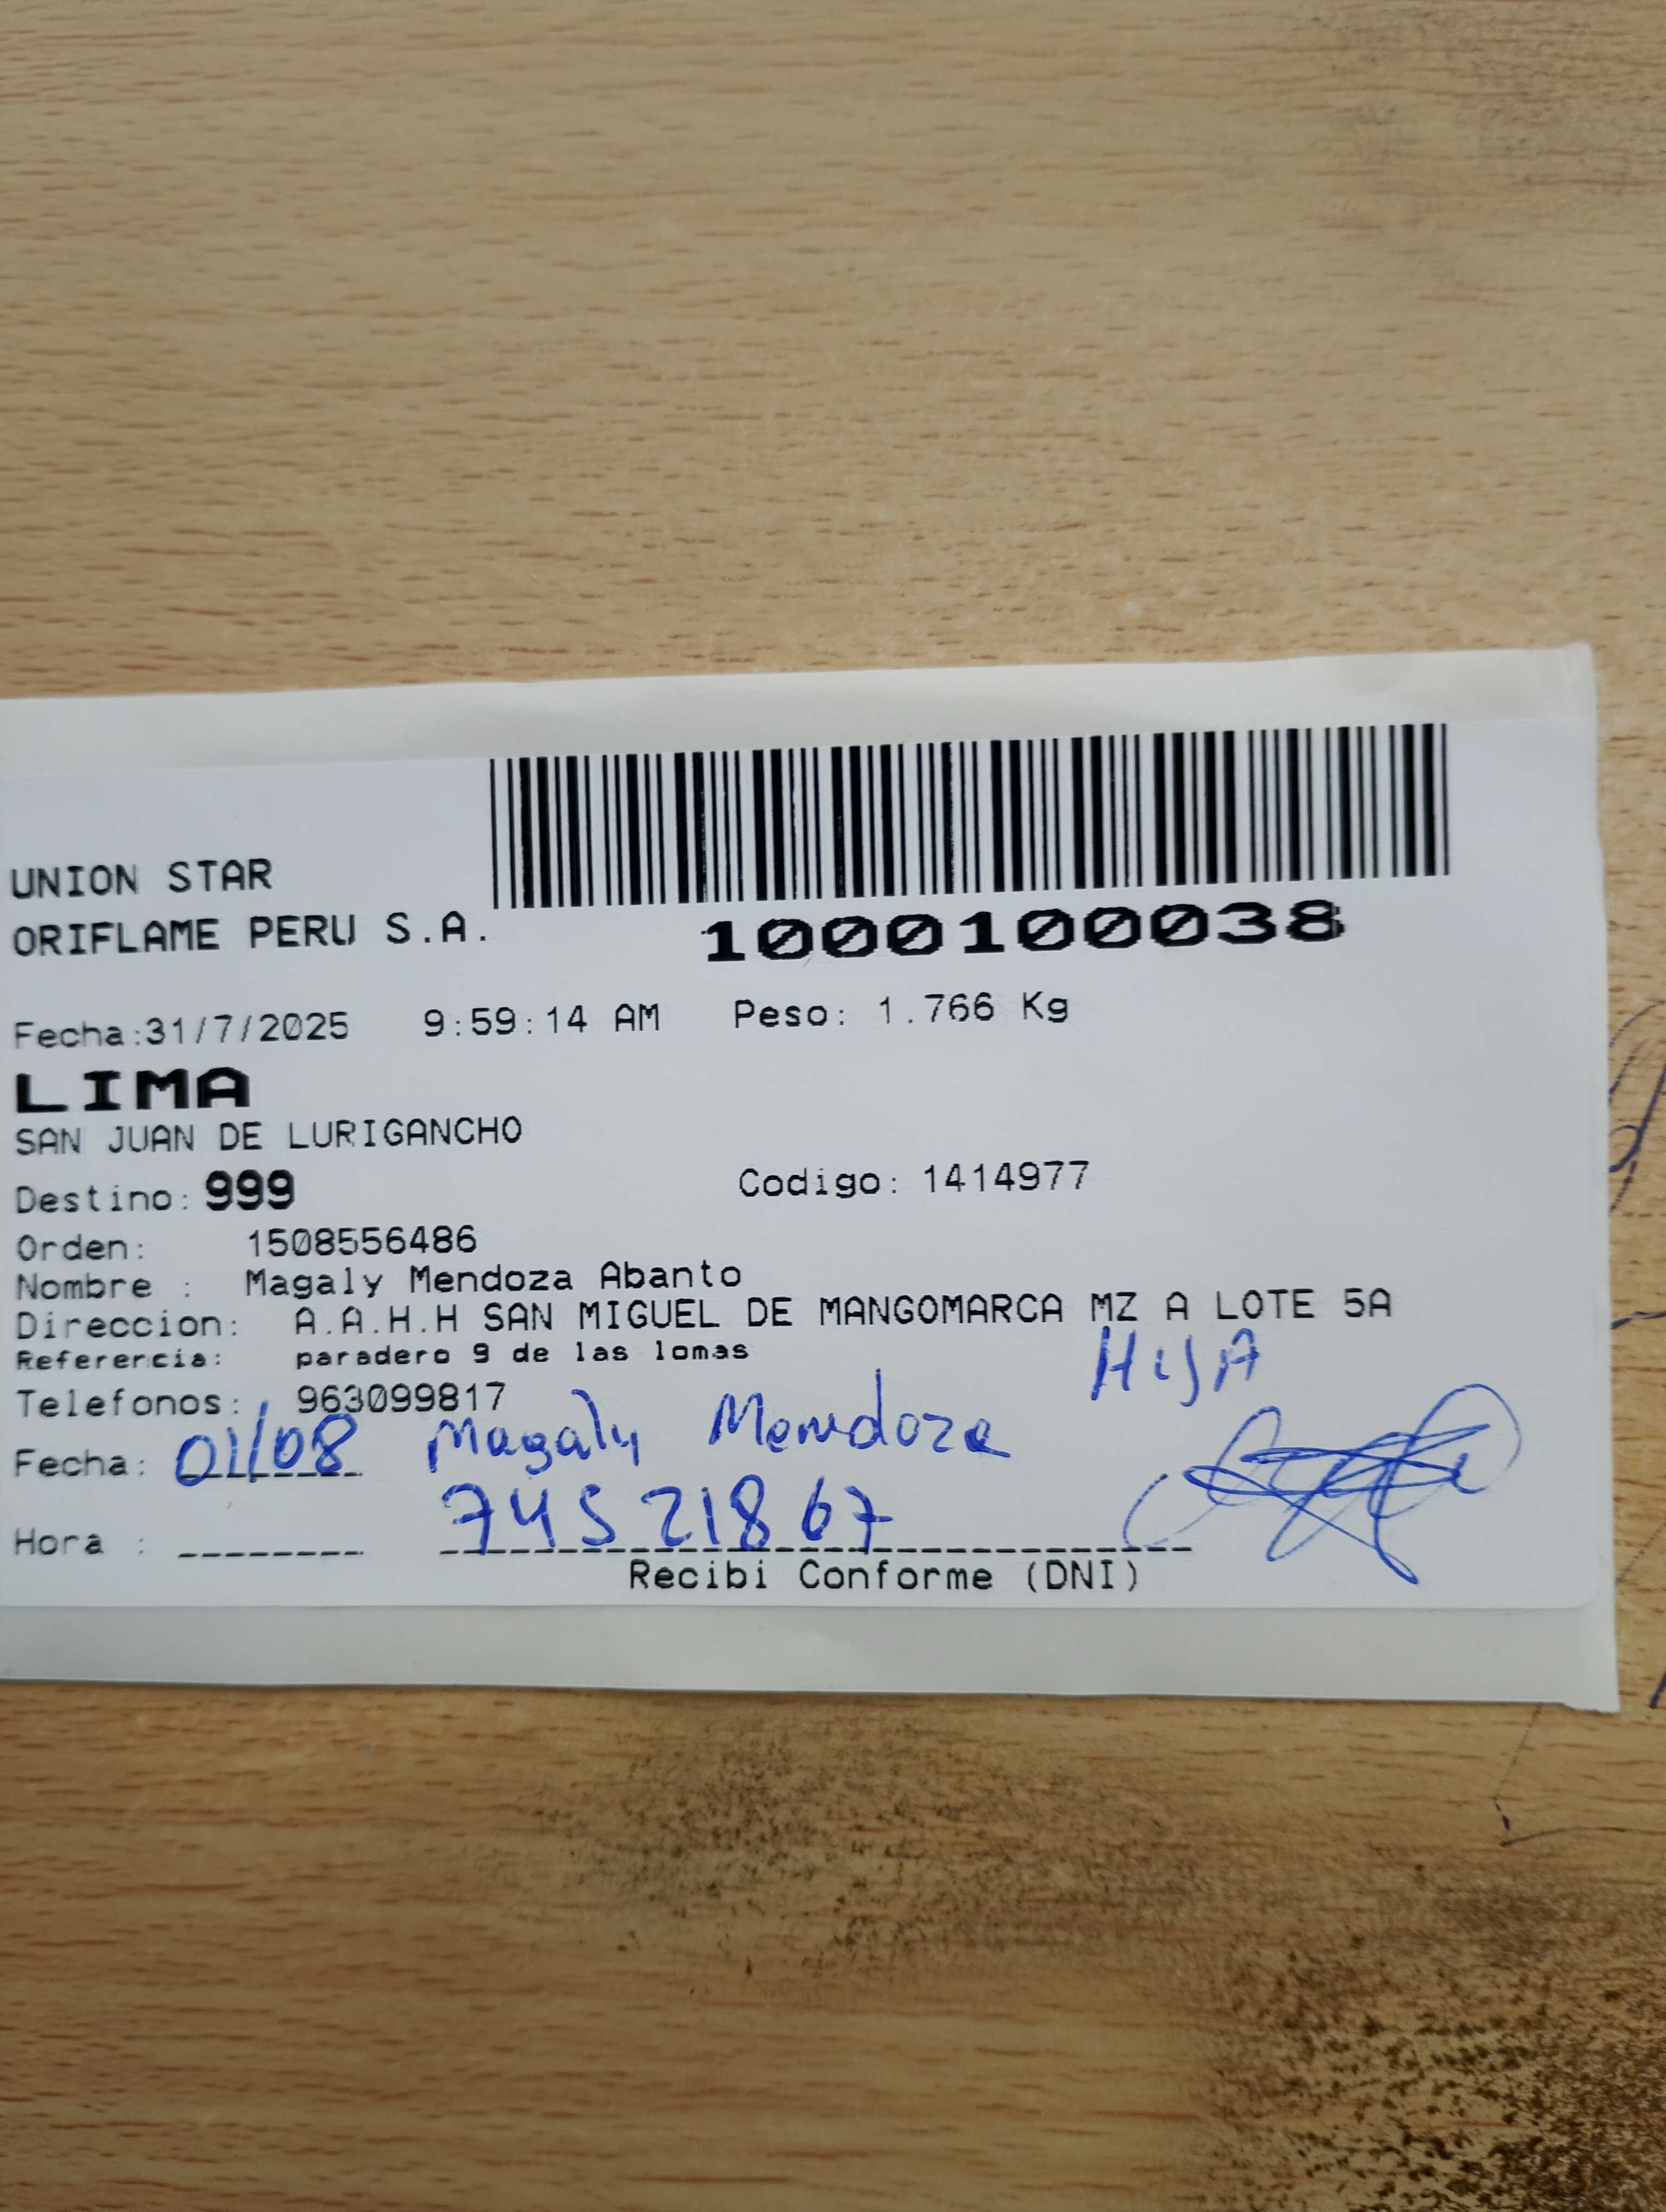 UNION STAR
ORIFLAME PERU S.A.
1000100038
Fecha:31/7/2025 9:59:14 AM Peso: 1.766 Kg
LIMA
SAN JUAN DE LURIGANCHO
Destino: 999 Codigo: 1414977
Orden: 1508556486
Nombre : Magaly Mendoza Abanto
Direccion: A.A.H.H SAN MIGUEL DE MANGOMARCA MZ A LOTE 5A
Referencia: paradero 9 de las lomas
HIJA
Telefonos: 963099817
Fecha: 01/08 Magaly Mendoza
Hora : 74521867
Recibi Conforme (DNI)